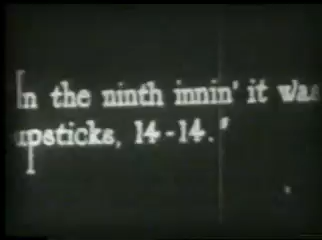 In the ninth innin' it was
upsticks, 14-14."